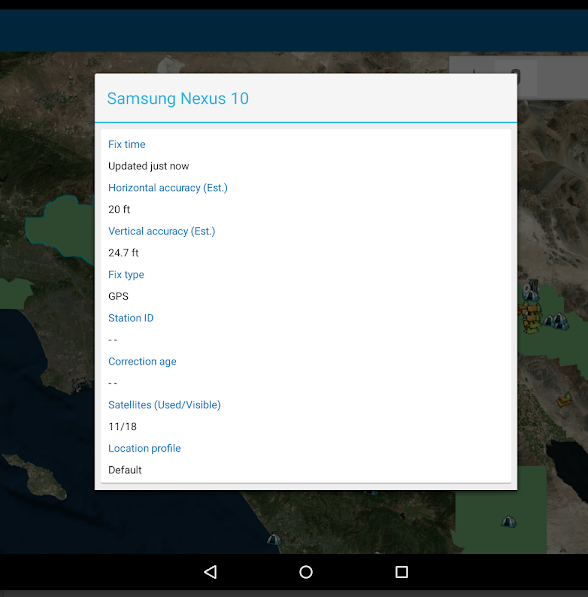 Samsung Nexus 10
Fix time
Updated just now
Horizontal accuracy (Est.)
20 ft
Vertical accuracy (Est.)
24.7 ft
Fix type
GPS
Station ID
- -
Correction age
- -
Satellites (Used/Visible)
11/18
Location profile
Default